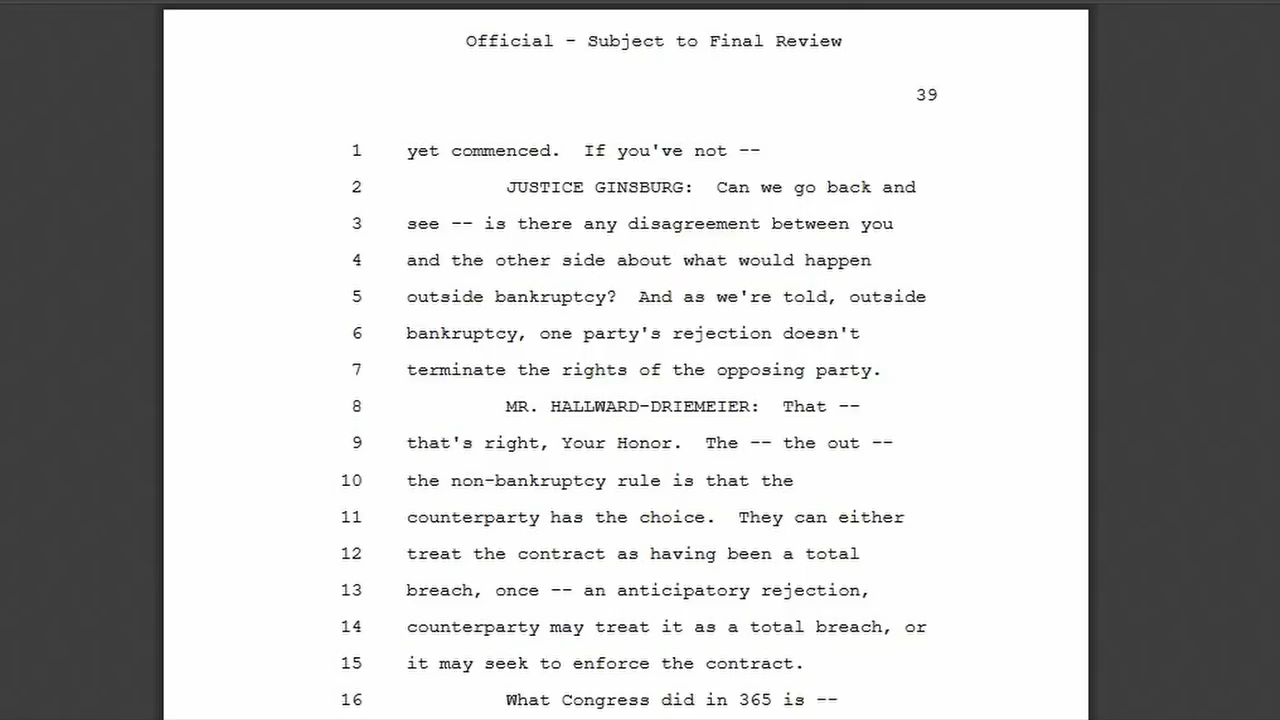 Official - Subject to Final Review
39
1 yet commenced. If you've not --
2 JUSTICE GINSBURG: Can we go back and
3 see -- is there any disagreement between you
4 and the other side about what would happen
5 outside bankruptcy? And as we're told, outside
6 bankruptcy, one party's rejection doesn't
7 terminate the rights of the opposing party.
8 MR. HALLWARD-DRIEMEIER: That --
9 that's right, Your Honor. The -- the out --
10 the non-bankruptcy rule is that the
11 counterparty has the choice. They can either
12 treat the contract as having been a total
13 breach, once -- an anticipatory rejection,
14 counterparty may treat it as a total breach, or
15 it may seek to enforce the contract.
16 What Congress did in 365 is --